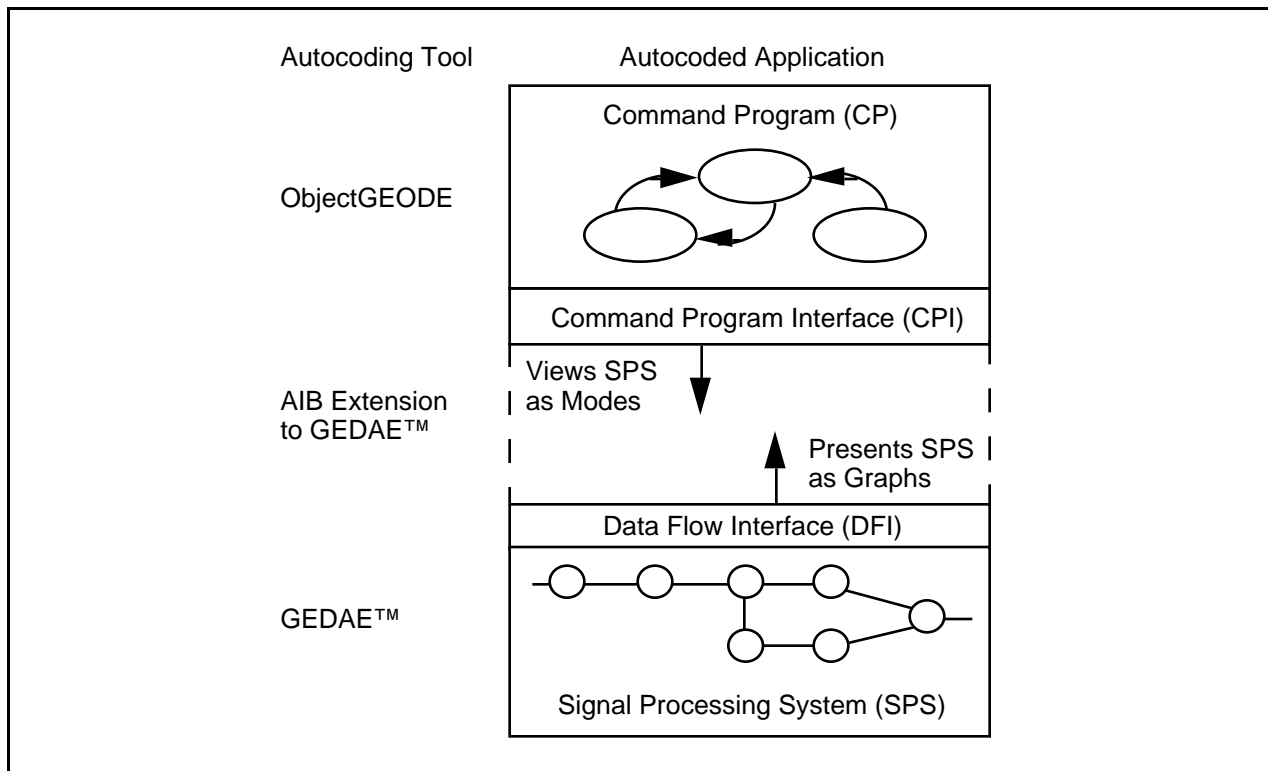 Autocoding Tool
Autocoded Application
Command Program (CP)
ObjectGEODE
Command Program Interface (CPI)
Views SPS
as Modes
AIB Extension
to GEDAE™
Presents SPS
as Graphs
Data Flow Interface (DFI)
GEDAE™
Signal Processing System (SPS)